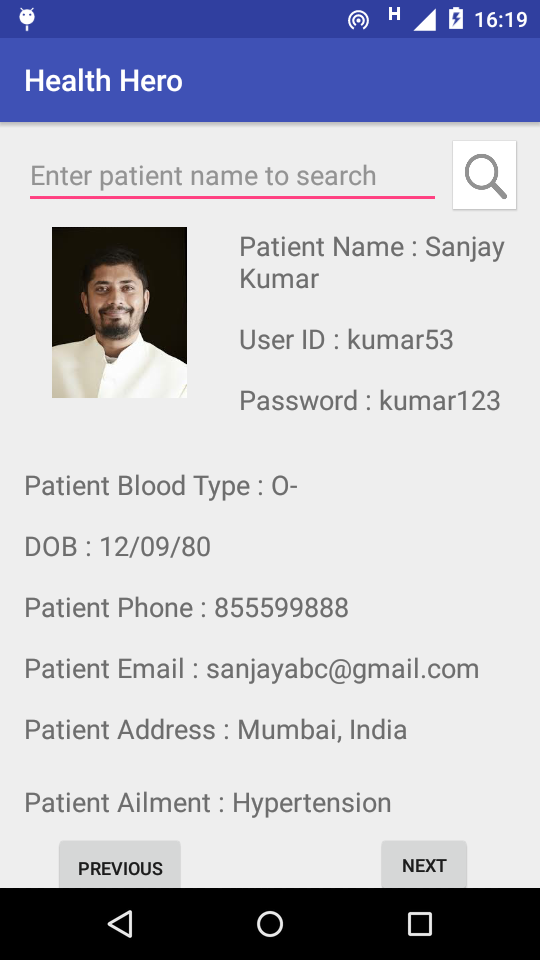 H 16:19
Health Hero
Enter patient name to search
Patient Name : Sanjay
Kumar
User ID : kumar53
Password : kumar123
Patient Blood Type : O-
DOB : 12/09/80
Patient Phone : 855599888
Patient Email : sanjayabc@gmail.com
Patient Address : Mumbai, India
Patient Ailment : Hypertension
PREVIOUS NEXT